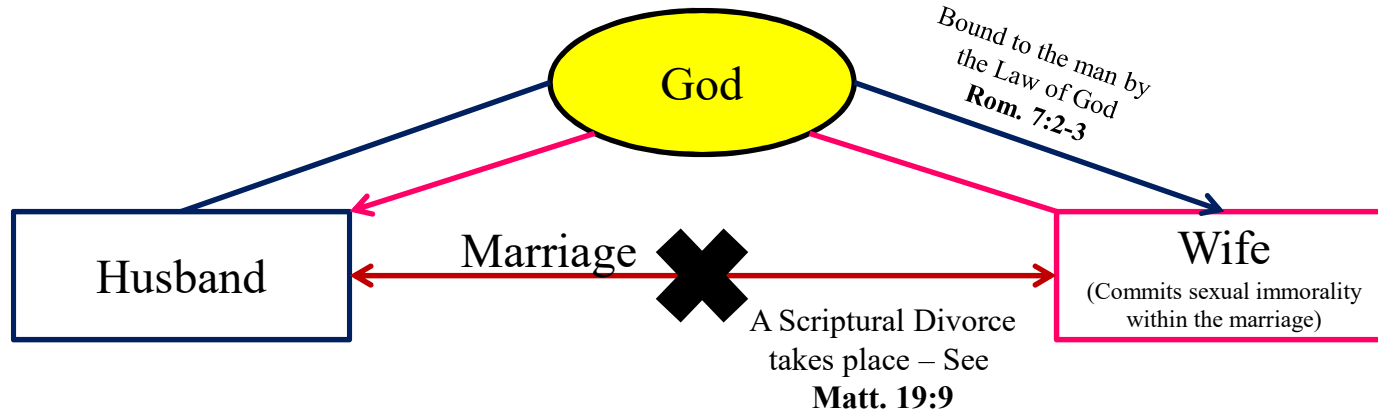 God
Bound to the man by
the Law of God
Rom. 7:2-3
Husband
Marriage
Wife
(Commits sexual immorality
within the marriage)
A Scriptural Divorce
takes place – See
Matt. 19:9